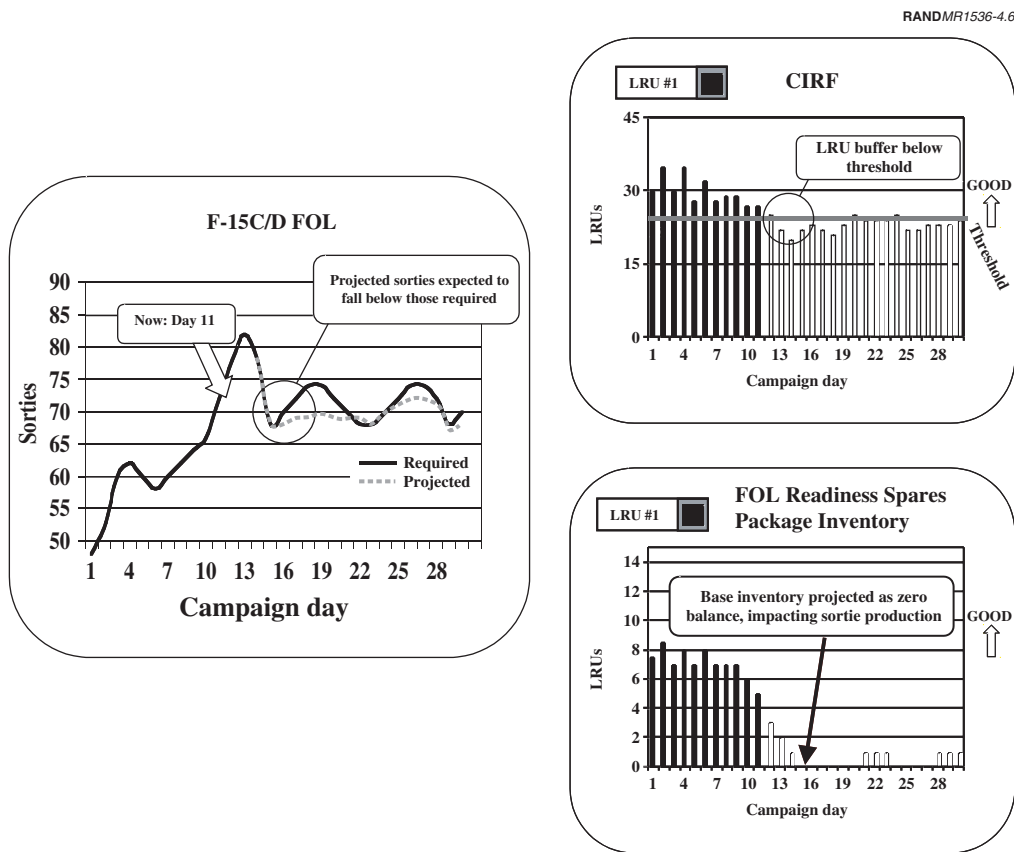 RANDMR1536-4.6
F-15C/D FOL
Projected sorties expected to
fall below those required
Now: Day 11
Sorties
90
85
80
75
70
65
60
55
50
Required
Projected
1 4 7 10 13 16 19 22 25 28
Campaign day
LRU #1
CIRF
LRU buffer below
threshold
LRUs
45
30
15
0
GOOD
Threshold
1 4 7 10 13 16 19 22 25 28
Campaign day
LRU #1
FOL Readiness Spares
Package Inventory
Base inventory projected as zero
balance, impacting sortie production
LRUs
14
12
10
8
6
4
2
0
GOOD
1 4 7 10 13 16 19 22 25 28
Campaign day